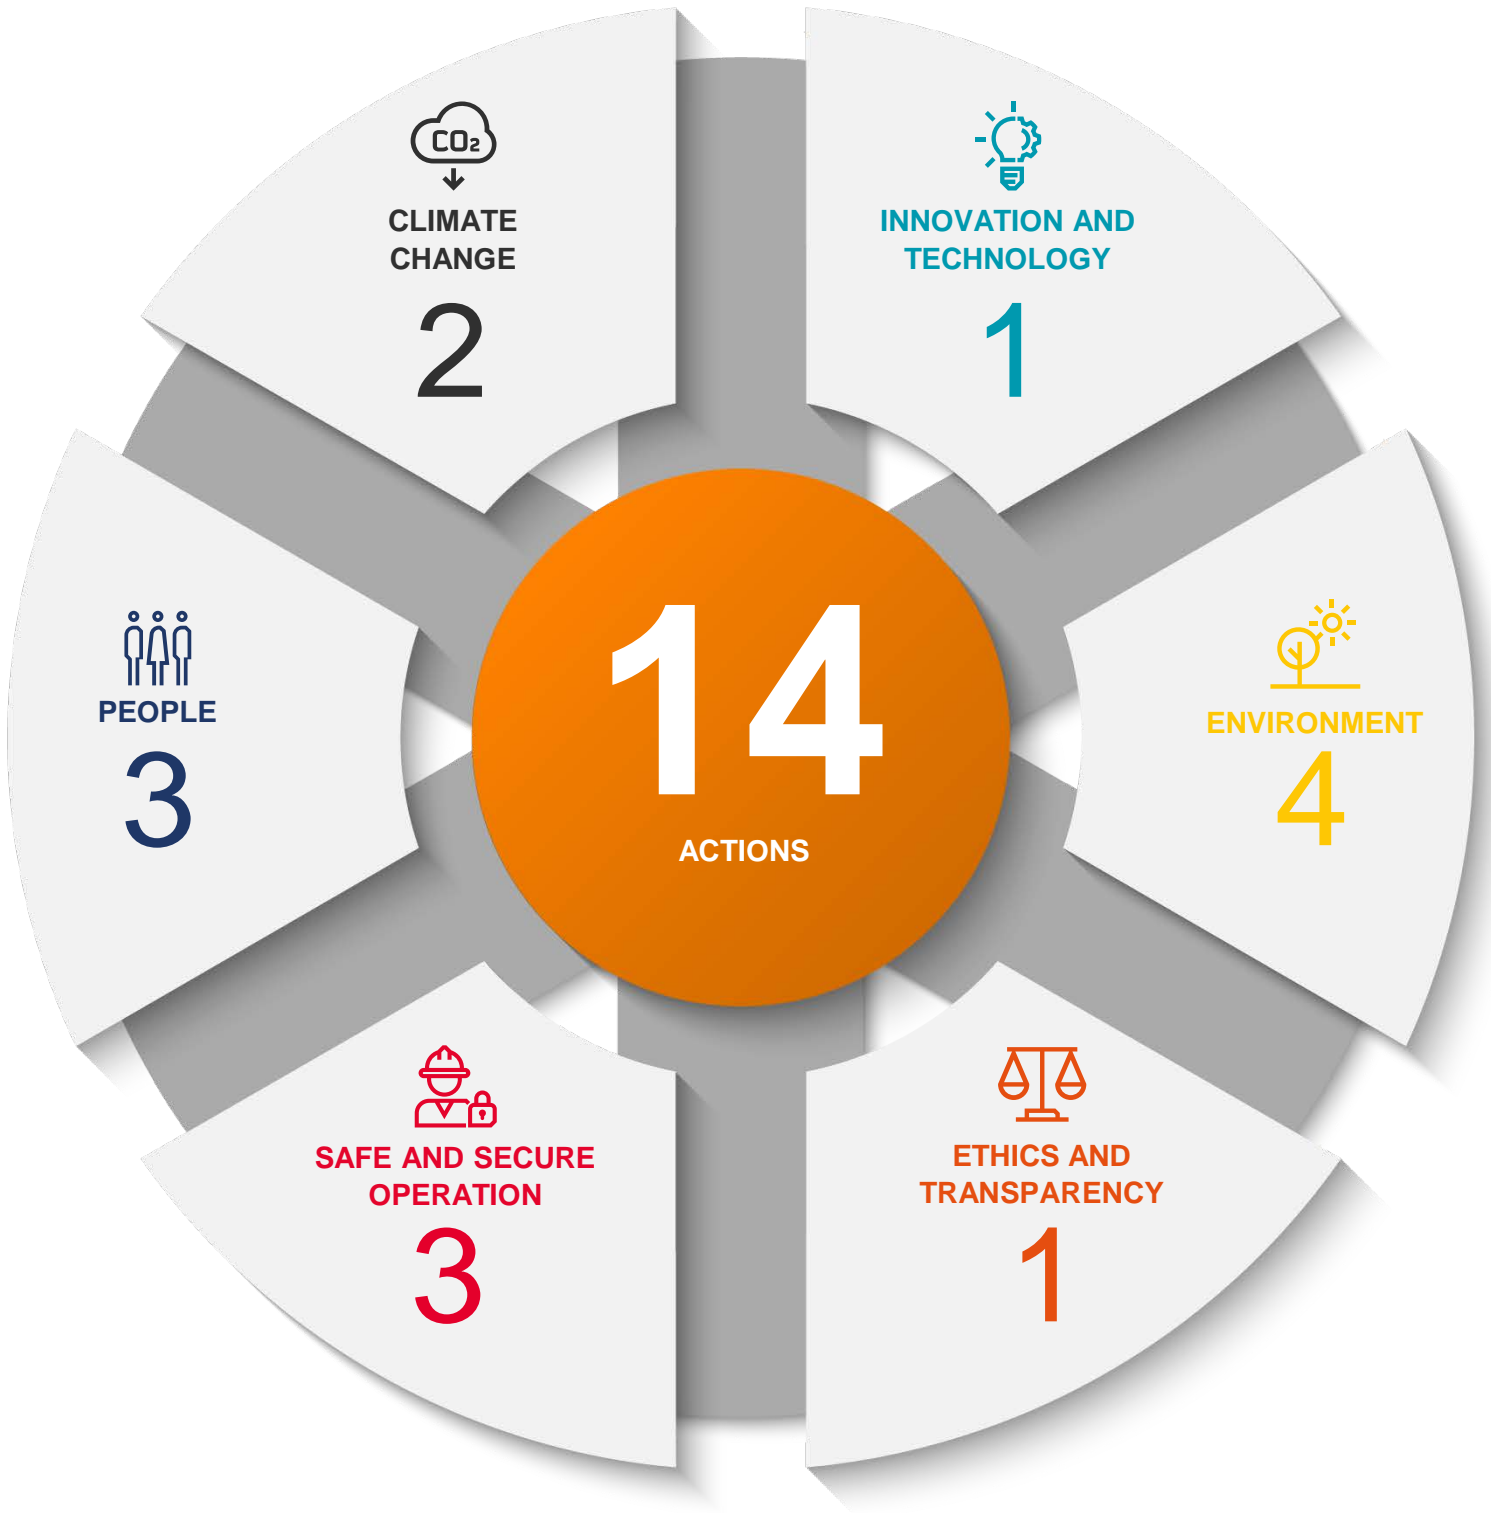 CO2
CLIMATE
CHANGE
2
INNOVATION AND
TECHNOLOGY
1
PEOPLE
3
14
ACTIONS
ENVIRONMENT
4
SAFE AND SECURE
OPERATION
3
ETHICS AND
TRANSPARENCY
1